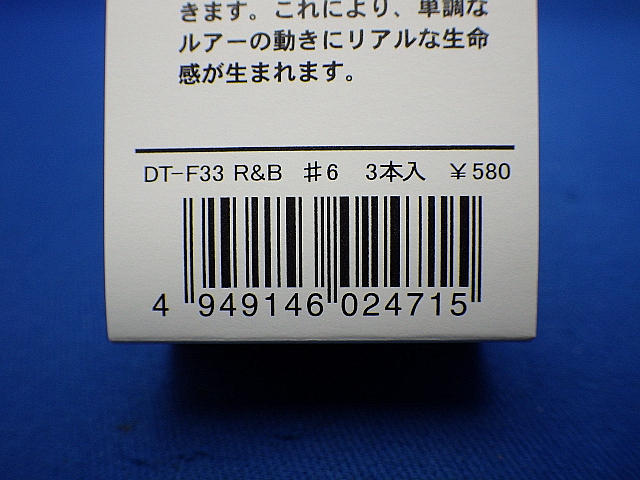 きます。これにより、単調な
ルアーの動きにリアルな生命
感が生まれます。
DT-F33 R&B ♯6 3本入 ¥580
4 949146 024715